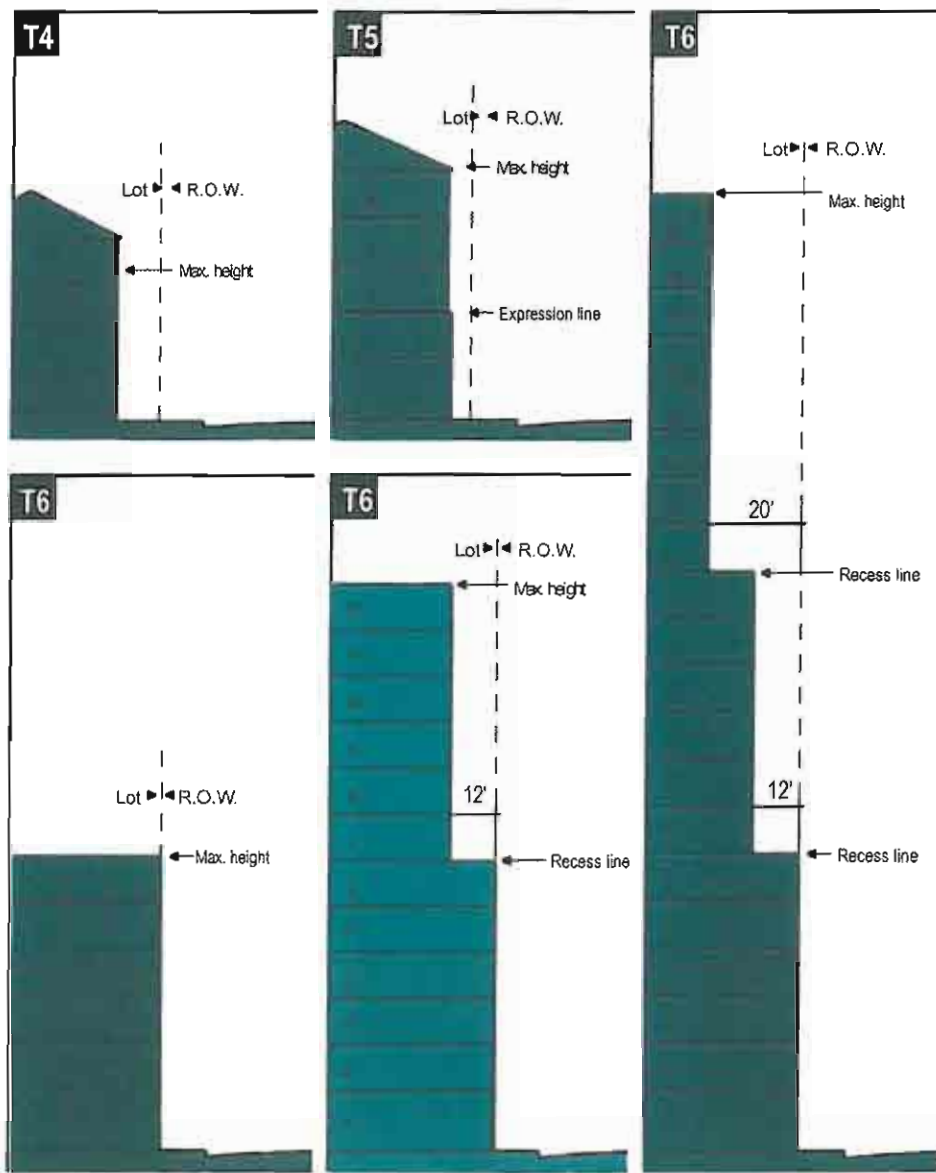 T4
Lot R.O.W.
Max. height
T5
Lot R.O.W.
Max. height
Expression line
T6
Lot R.O.W.
Max. height
20'
Recess line
12'
Recess line
T6
Lot R.O.W.
Max. height
T6
Lot R.O.W.
Max. height
12'
Recess line